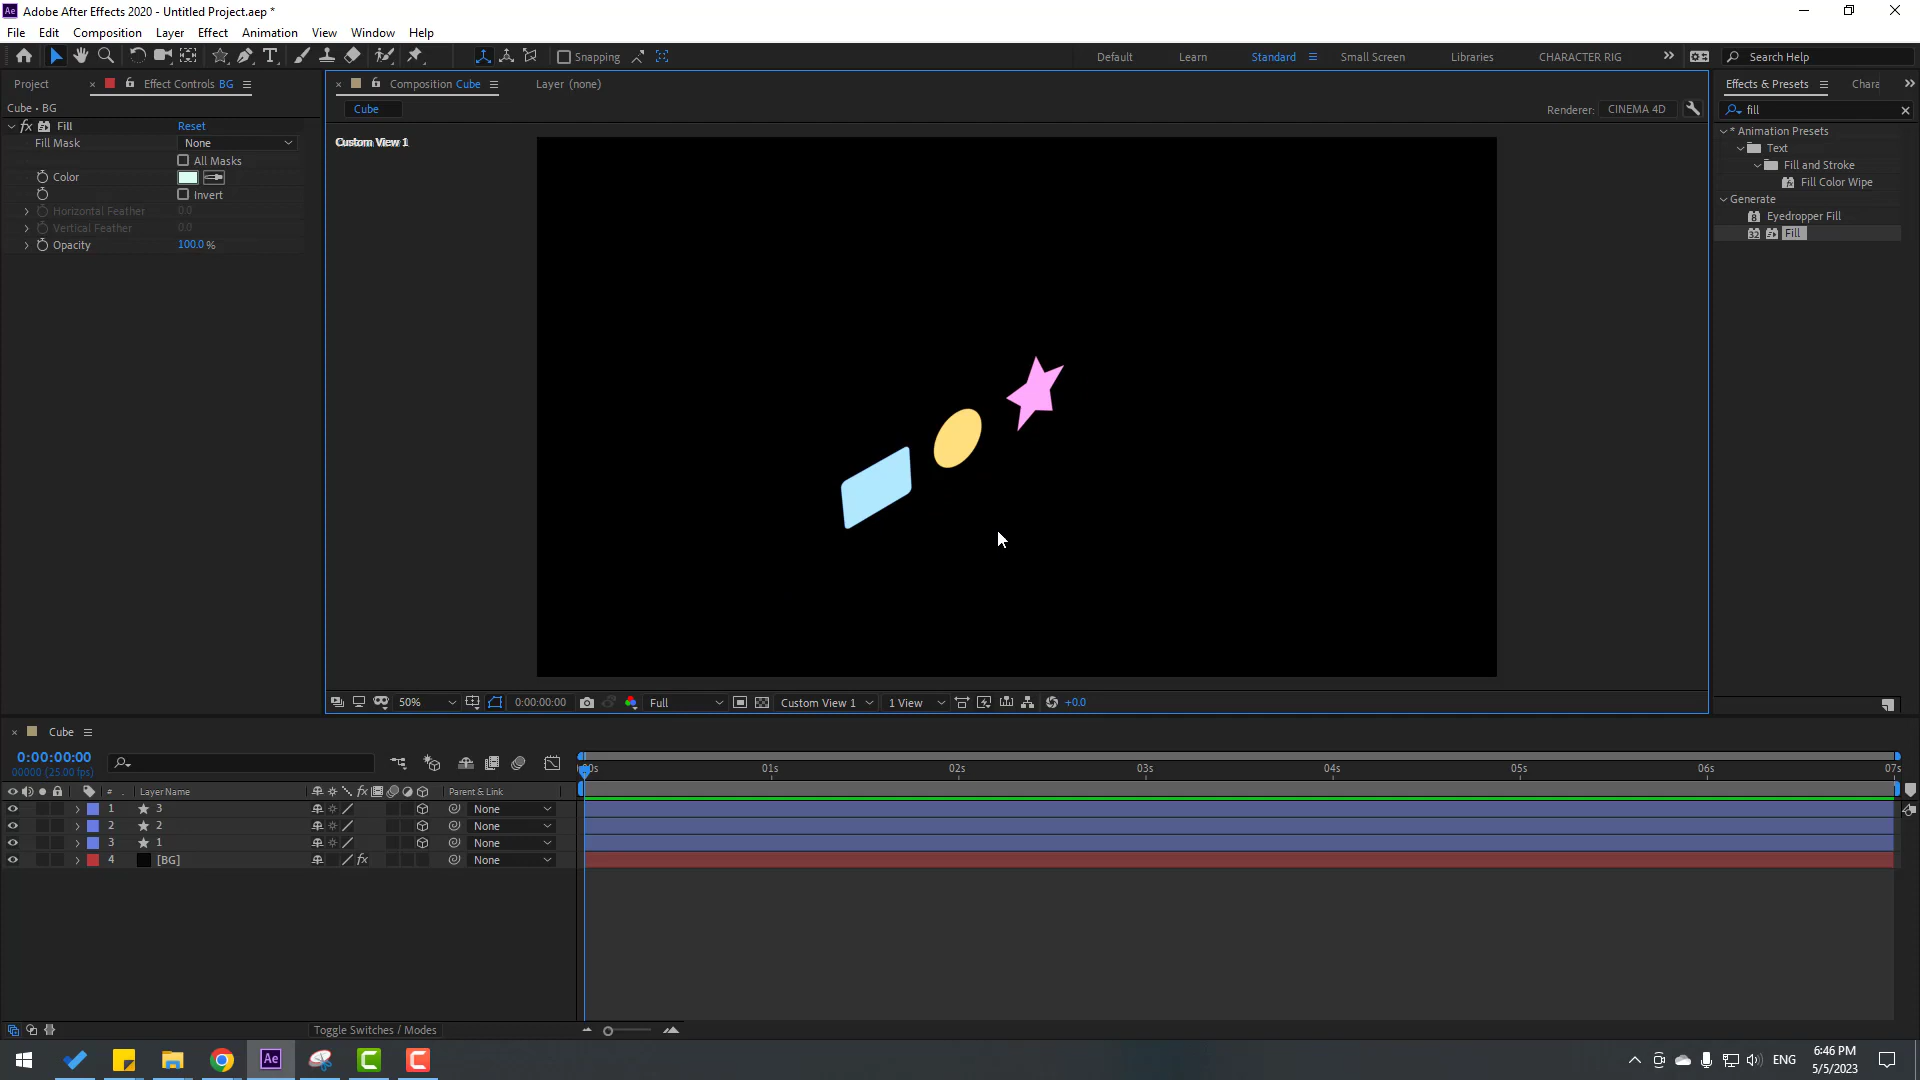 Adobe After Effects 2020 - Untitled Project.aep *
File Edit Composition Layer Effect Animation View Window Help
Snapping
Default Learn Standard Small Screen Libraries CHARACTER RIG
Search Help
Project Effect Controls BG
Composition Cube Layer (none)
Effects & Presets Chara
Cube • BG
Cube
Renderer: CINEMA 4D
fill
fx Fill Reset
Fill Mask None
All Masks
Color
Invert
Horizontal Feather 0.0
Vertical Feather 0.0
Opacity 100.0 %
Custom View 1
* Animation Presets
Text
Fill and Stroke
Fill Color Wipe
Generate
Eyedropper Fill
Fill
50% 0:00:00:00 Full Custom View 1 1 View +0.0
Cube
0:00:00:00
00000 (25.00 fps)
00s 01s 02s 03s 04s 05s 06s 07s
# Layer Name fx Parent & Link
1 3 None
2 2 None
3 1 None
4 [BG] fx None
Toggle Switches / Modes
Ae
ENG
6:46 PM
5/5/2023